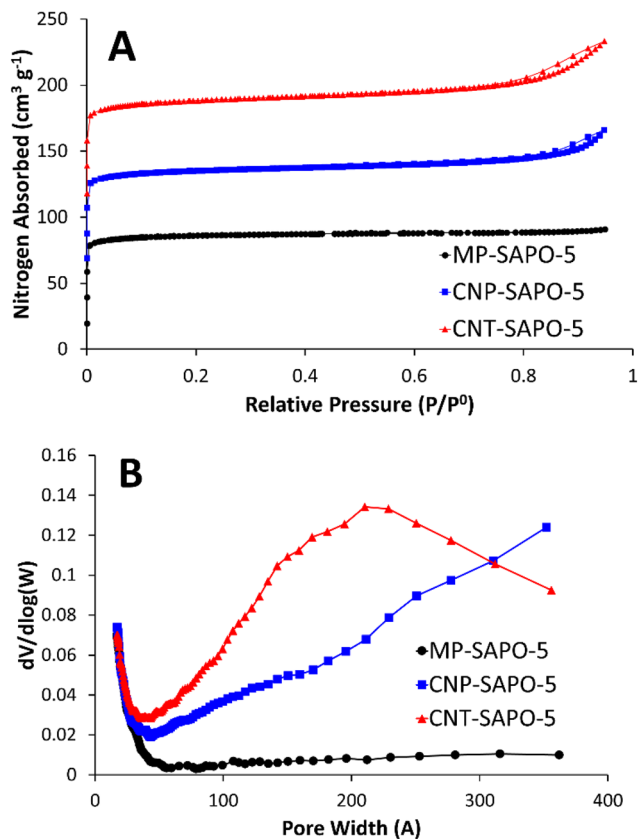 A
Nitrogen Absorbed (cm³ g⁻¹)
250
200
150
100
50
0
MP-SAPO-5
CNP-SAPO-5
CNT-SAPO-5
0 0.2 0.4 0.6 0.8 1
Relative Pressure (P/P⁰)
B
dV/dlog(W)
0.16
0.14
0.12
0.1
0.08
0.06
0.04
0.02
0
MP-SAPO-5
CNP-SAPO-5
CNT-SAPO-5
0 100 200 300 400
Pore Width (A)